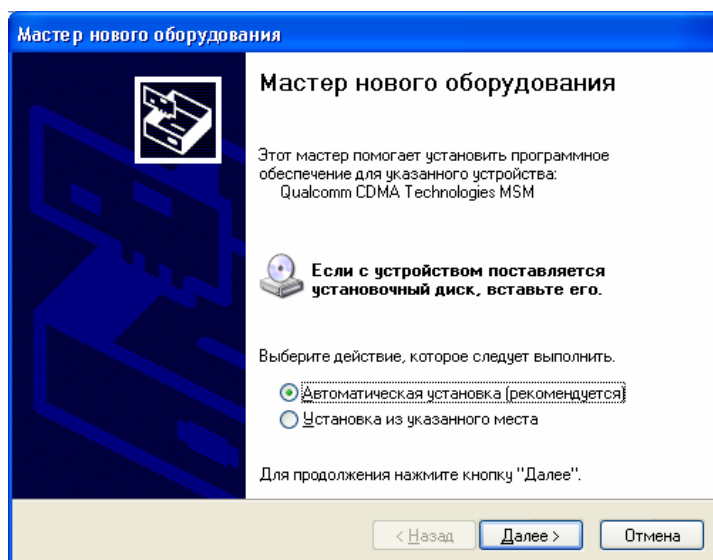 Мастер нового оборудования
Мастер нового оборудования
Этот мастер помогает установить программное
обеспечение для указанного устройства:
Qualcomm CDMA Technologies MSM
Если с устройством поставляется
установочный диск, вставьте его.
Выберите действие, которое следует выполнить.
Автоматическая установка (рекомендуется)
Установка из указанного места
Для продолжения нажмите кнопку "Далее".
< Назад Далее > Отмена